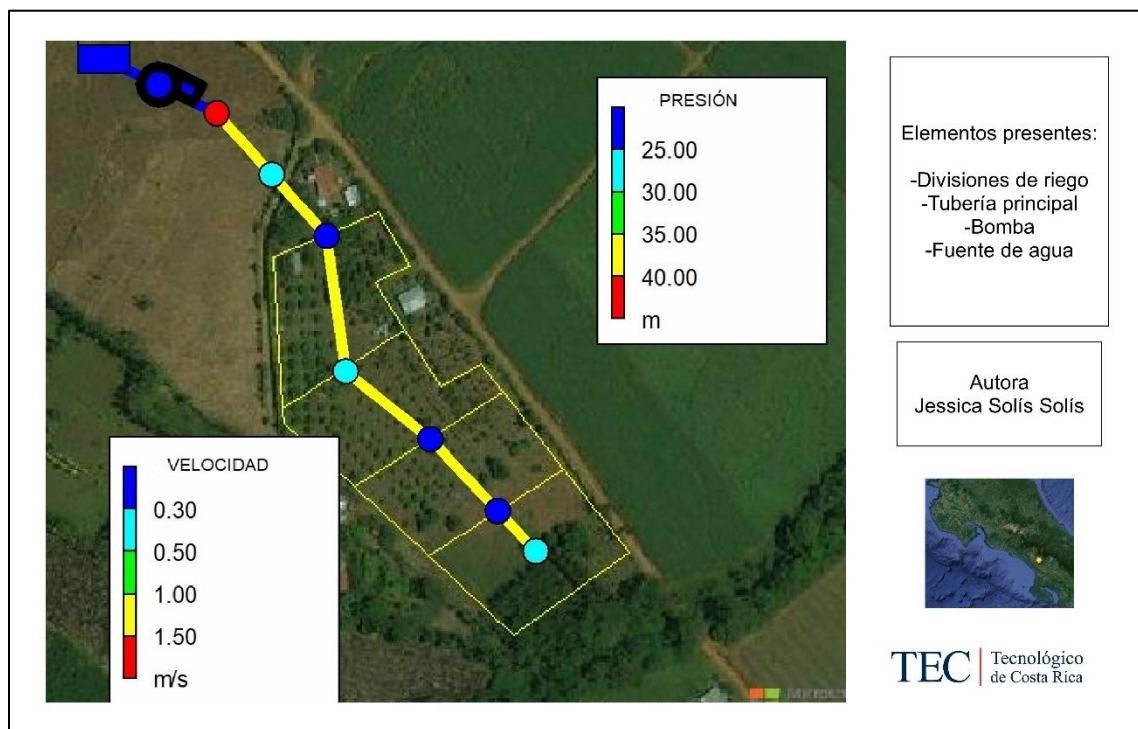 PRESIÓN
25.00
30.00
35.00
40.00
m
VELOCIDAD
0.30
0.50
1.00
1.50
m/s
Elementos presentes:
-Divisiones de riego
-Tubería principal
-Bomba
-Fuente de agua
Autora
Jessica Solís Solís
TEC
Tecnológico
de Costa Rica